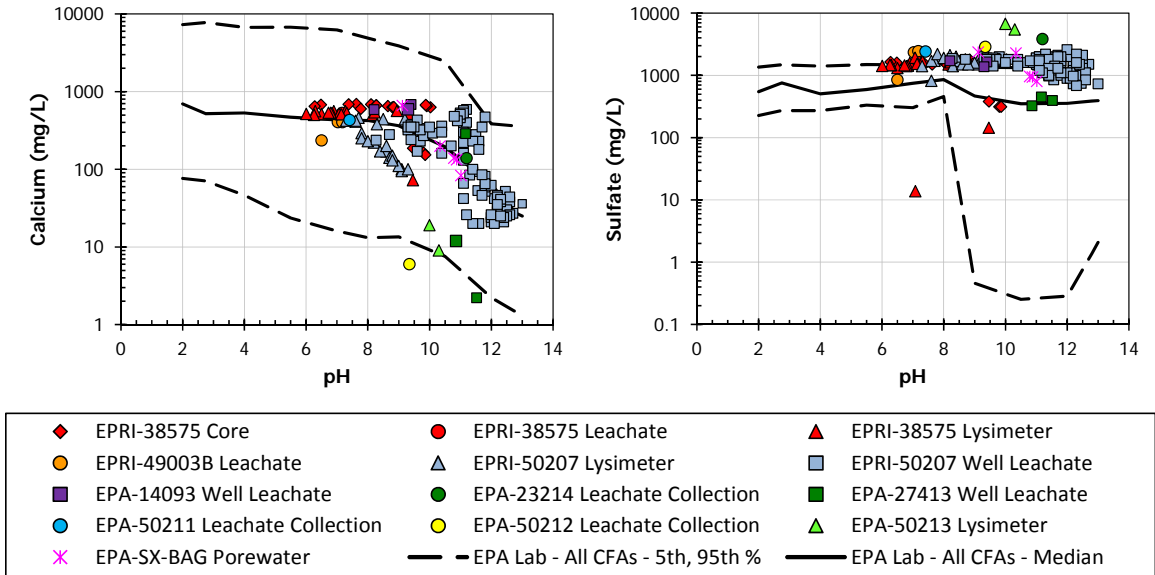 10000
1000
100
10
1
Calcium (mg/L)
0 2 4 6 8 10 12 14
pH
10000
1000
100
10
1
0.1
Sulfate (mg/L)
0 2 4 6 8 10 12 14
pH
EPRI-38575 Core EPRI-38575 Leachate EPRI-38575 Lysimeter
EPRI-49003B Leachate EPRI-50207 Lysimeter EPRI-50207 Well Leachate
EPA-14093 Well Leachate EPA-23214 Leachate Collection EPA-27413 Well Leachate
EPA-50211 Leachate Collection EPA-50212 Leachate Collection EPA-50213 Lysimeter
EPA-SX-BAG Porewater EPA Lab - All CFAs - 5th, 95th % EPA Lab - All CFAs - Median